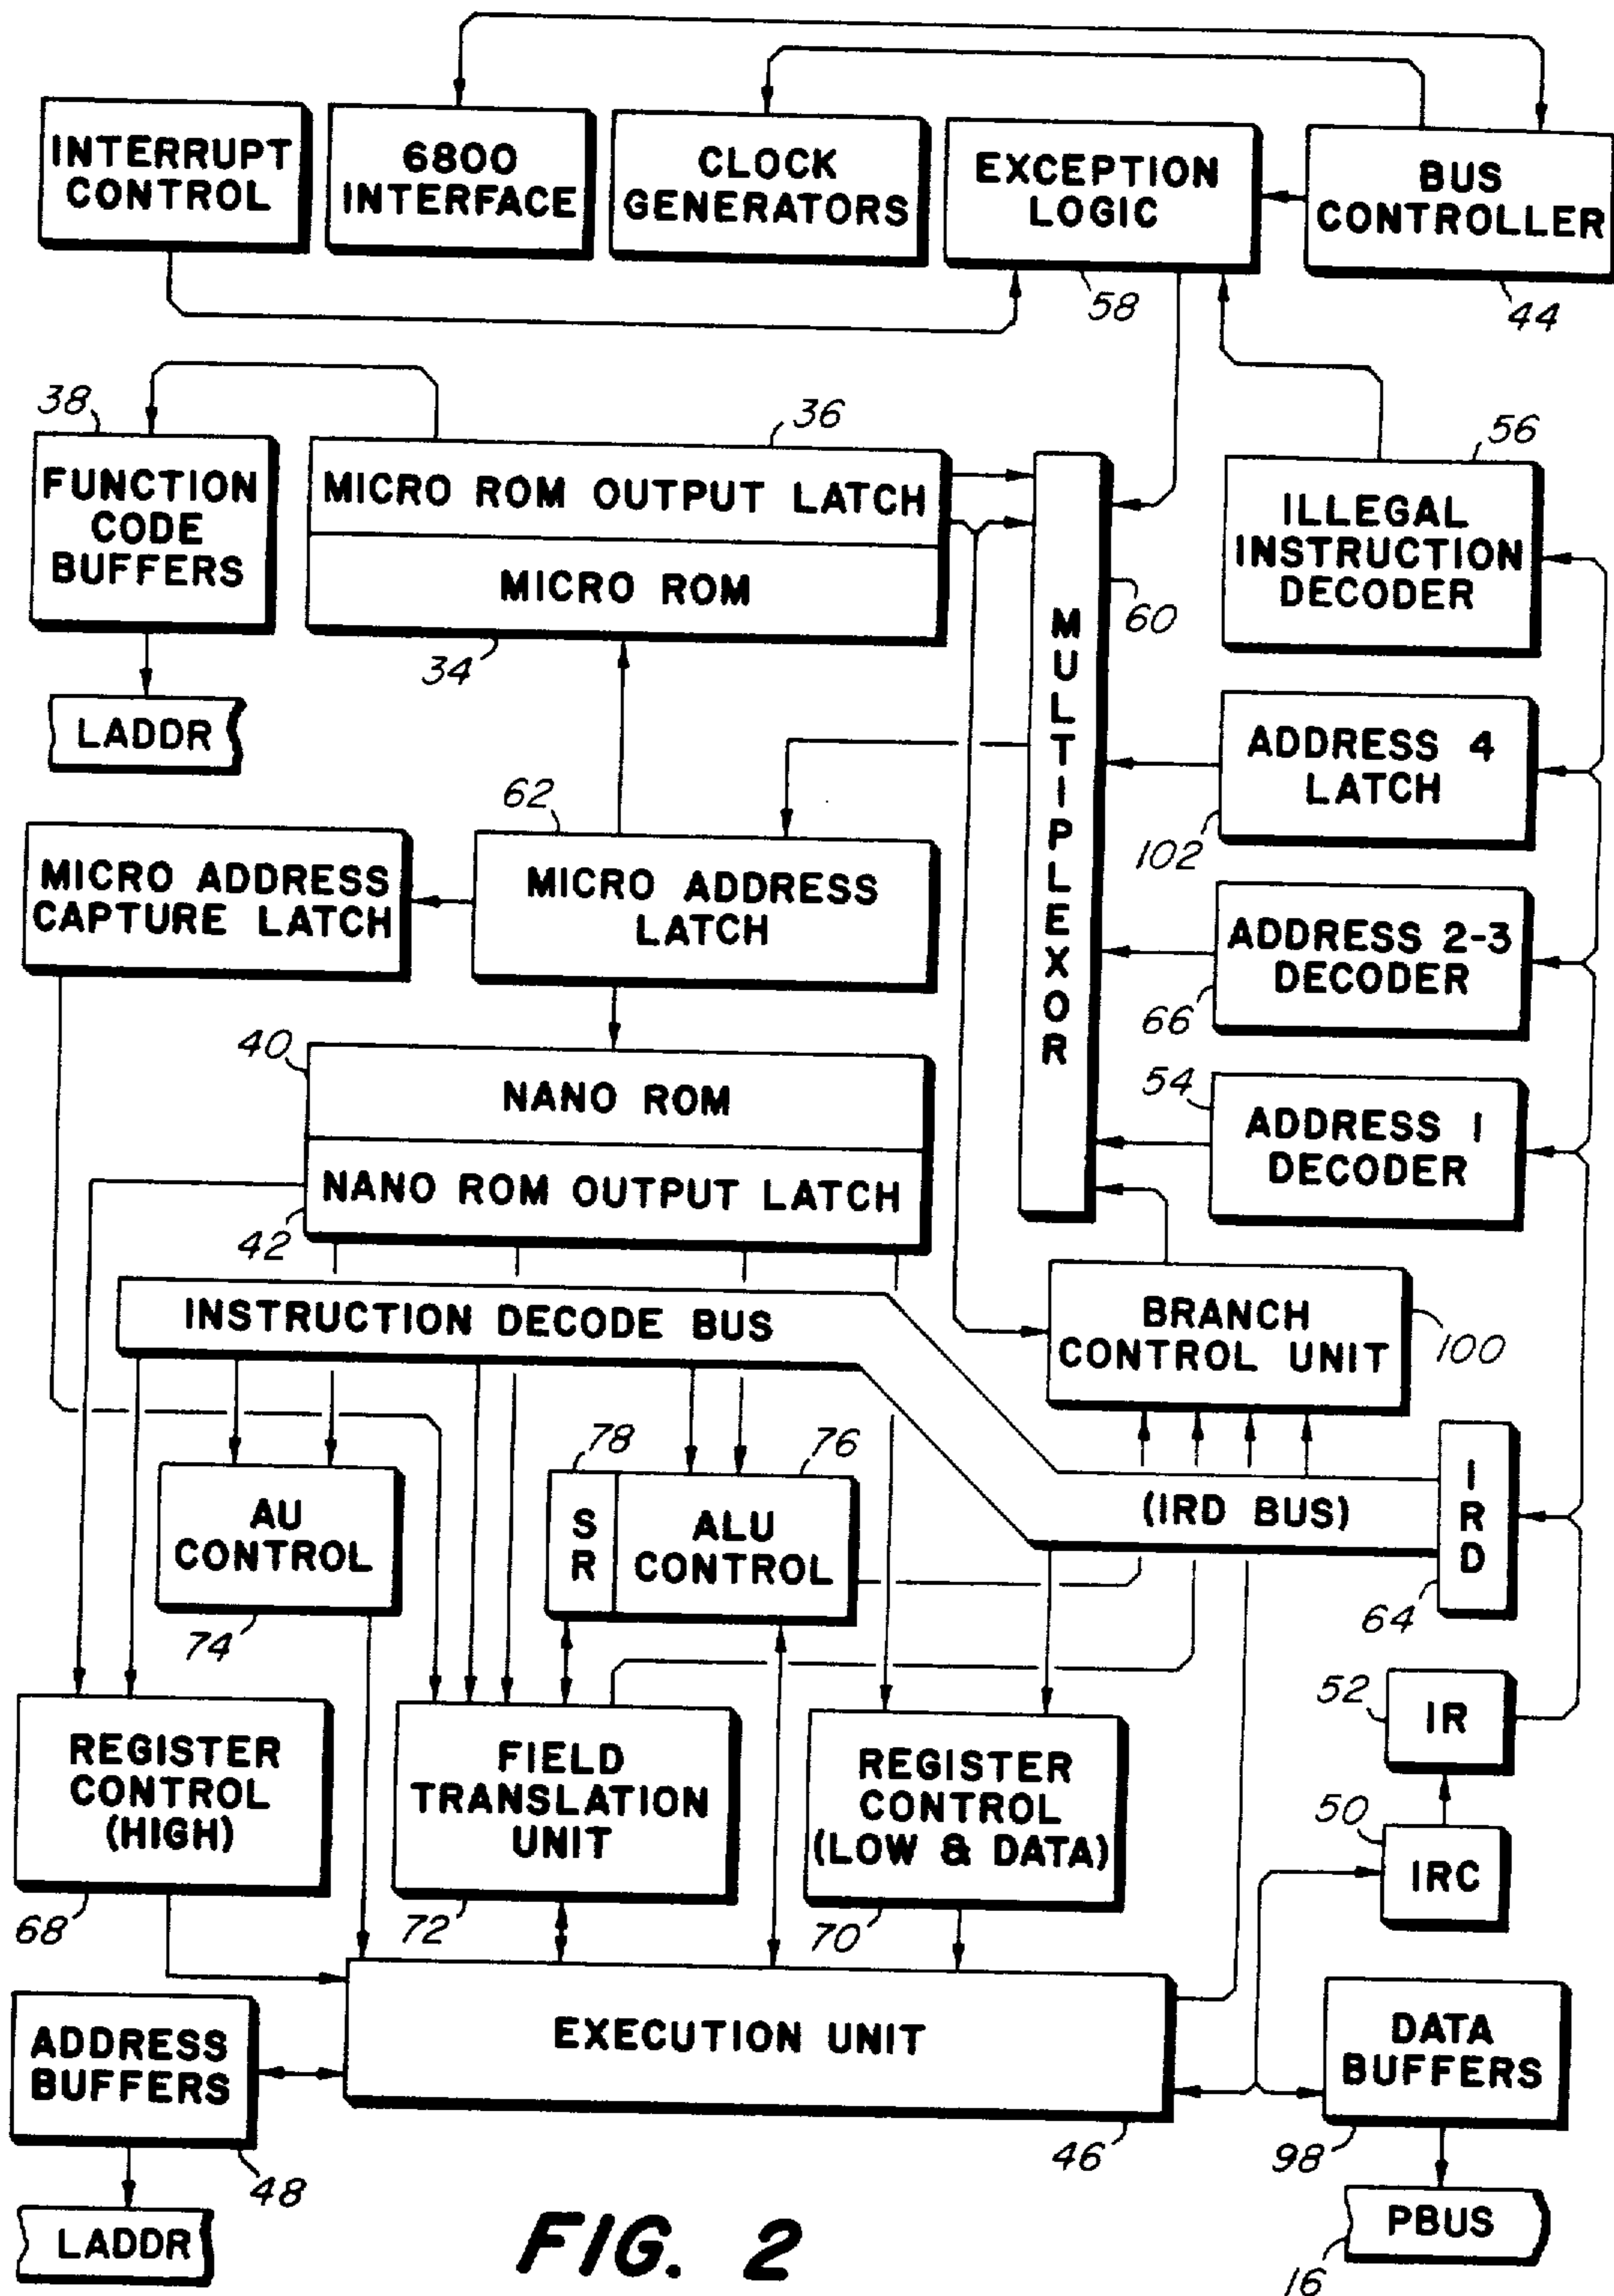 INTERRUPT
CONTROL
6800
INTERFACE
CLOCK
GENERATORS
EXCEPTION
LOGIC
58
BUS
CONTROLLER
44
38
FUNCTION
CODE
BUFFERS
LADDR
36
MICRO ROM OUTPUT LATCH
MICRO ROM
34
MULTIPLEXOR
60
56
ILLEGAL
INSTRUCTION
DECODER
ADDRESS 4
LATCH
102
62
MICRO ADDRESS
CAPTURE LATCH
MICRO ADDRESS
LATCH
ADDRESS 2-3
DECODER
66
40
NANO ROM
NANO ROM OUTPUT LATCH
42
54
ADDRESS 1
DECODER
INSTRUCTION DECODE BUS
BRANCH
CONTROL UNIT
100
AU
CONTROL
74
78
SR
76
ALU
CONTROL
(IRD BUS)
IRD
64
REGISTER
CONTROL
(HIGH)
68
FIELD
TRANSLATION
UNIT
72
REGISTER
CONTROL
(LOW & DATA)
70
52
IR
50
IRC
ADDRESS
BUFFERS
48
LADDR
EXECUTION UNIT
46
DATA
BUFFERS
98
PBUS
16
FIG. 2